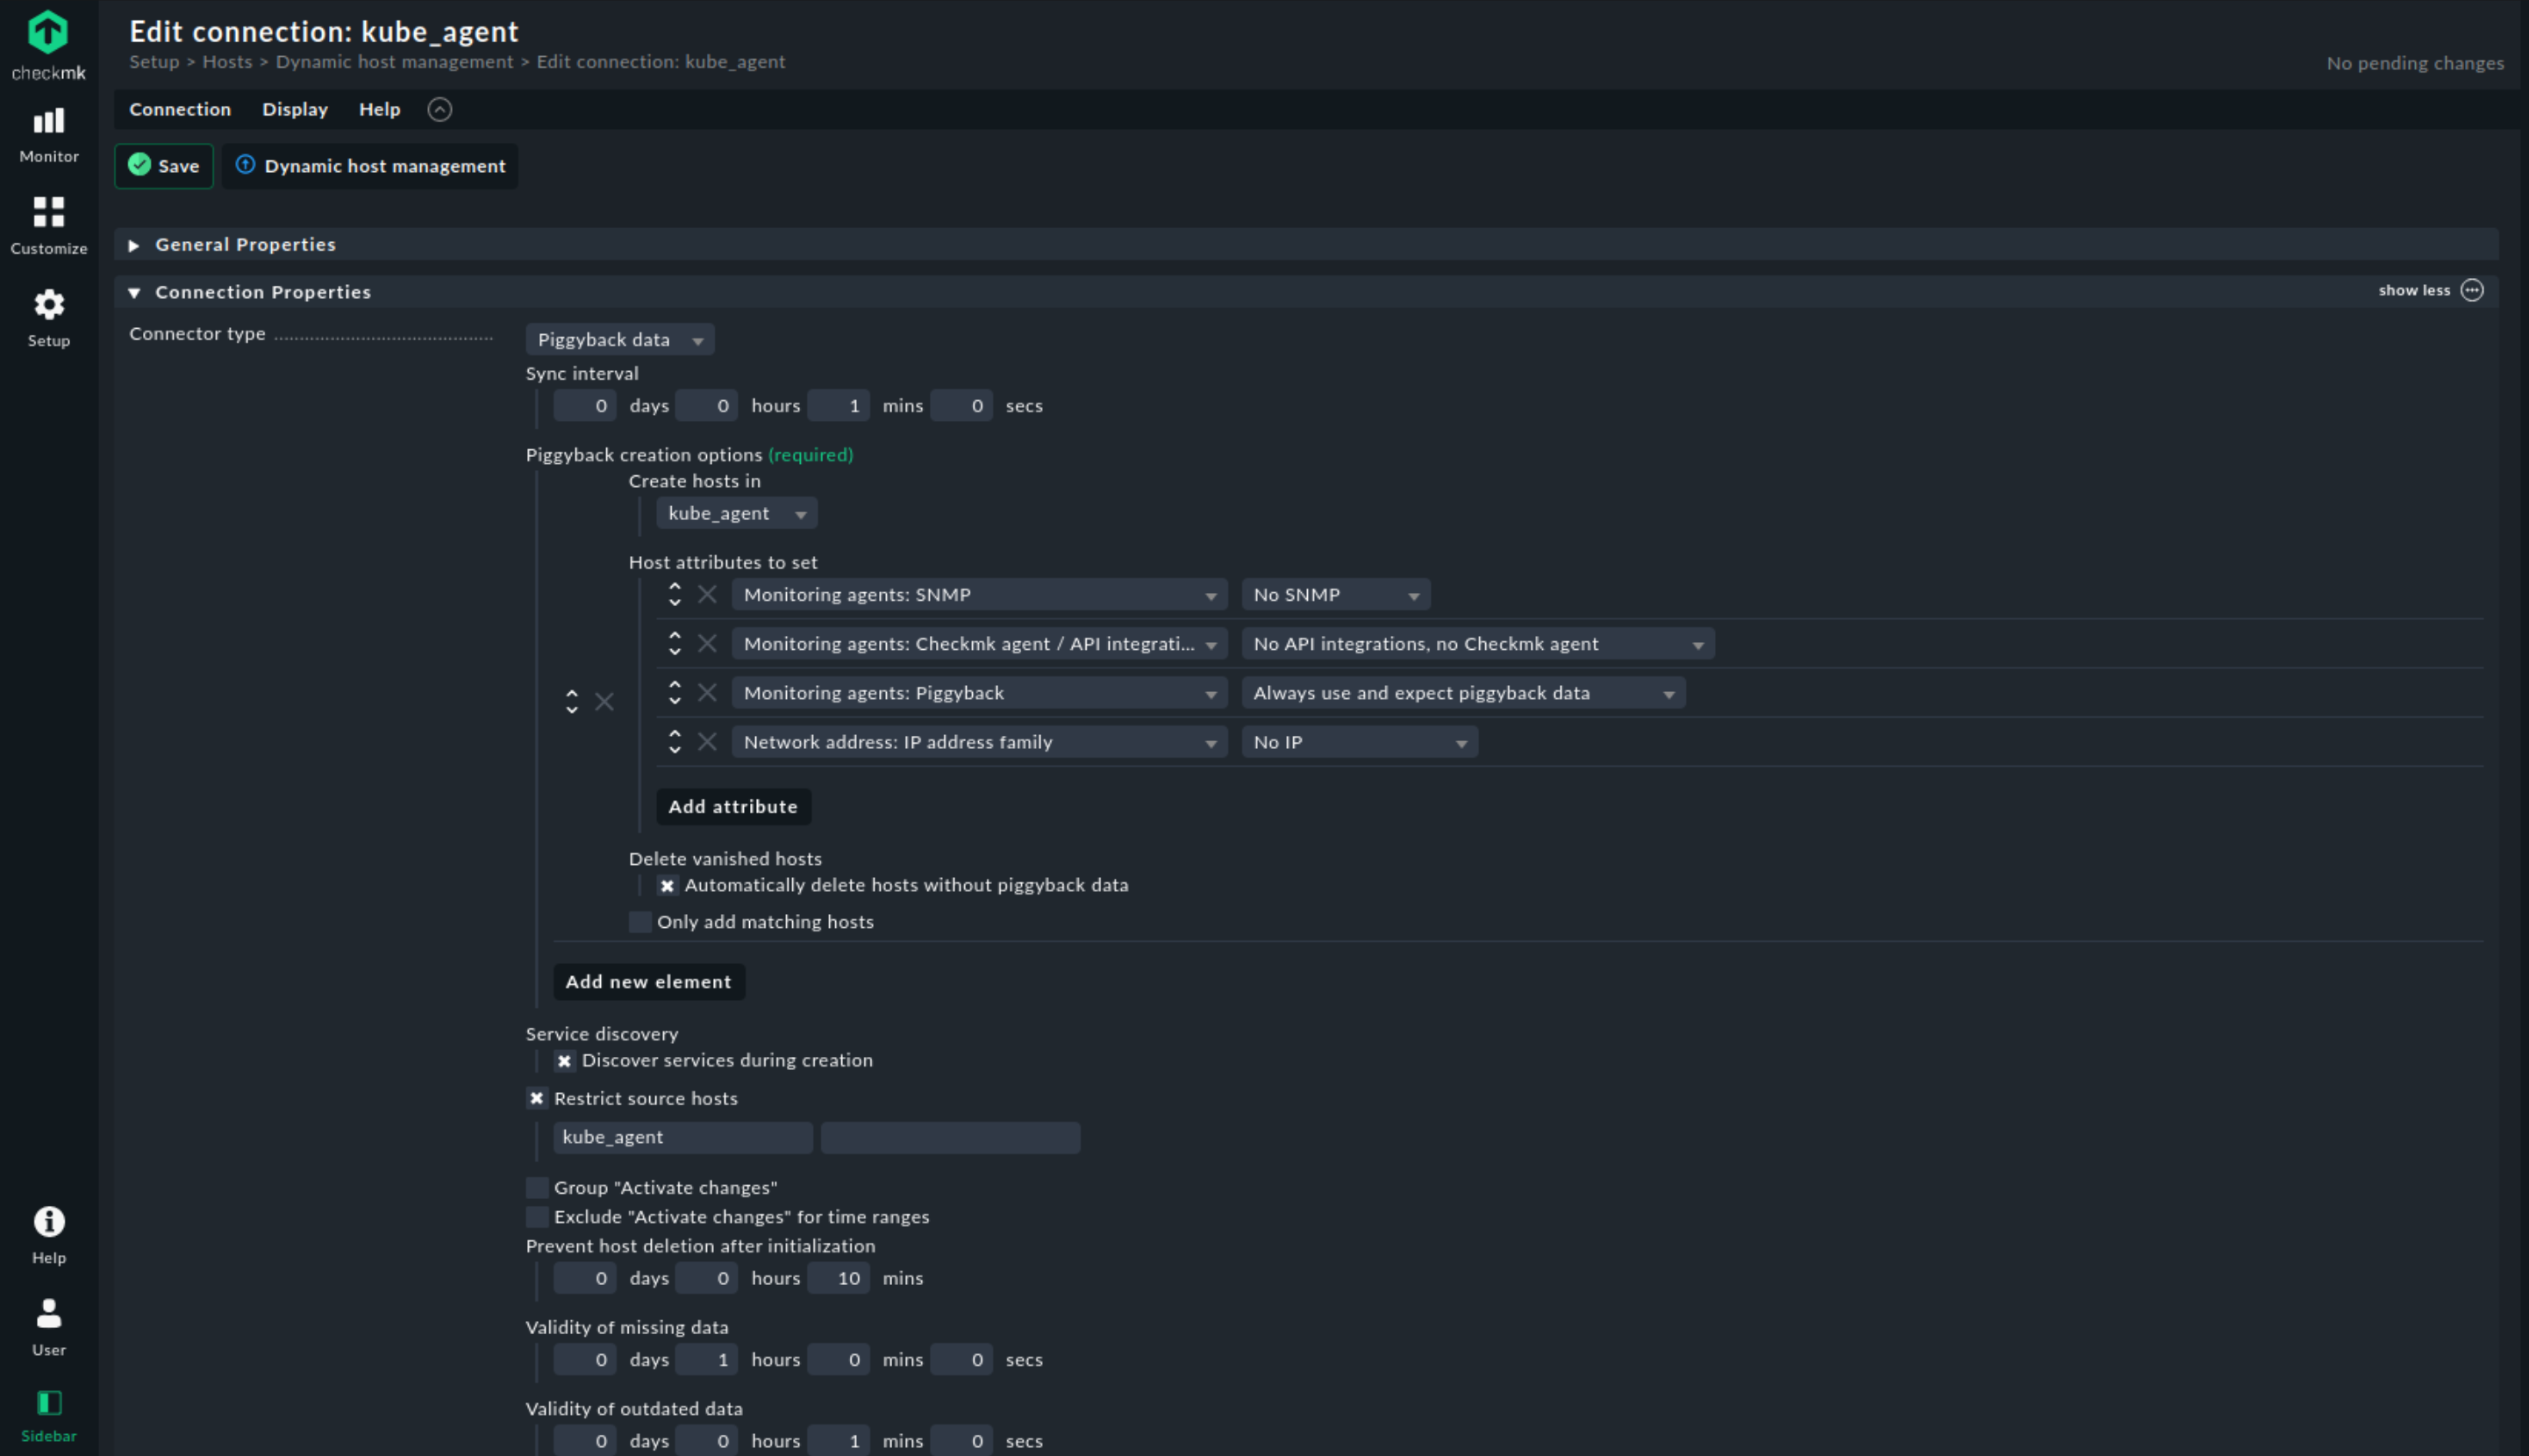 checkmk
Monitor
Customize
Setup
Help
User
Sidebar
Edit connection: kube_agent
Setup > Hosts > Dynamic host management > Edit connection: kube_agent
No pending changes
Connection Display Help
Save Dynamic host management
General Properties
Connection Properties show less
Connector type
Piggyback data
Sync interval
0 days 0 hours 1 mins 0 secs
Piggyback creation options (required)
Create hosts in
kube_agent
Host attributes to set
Monitoring agents: SNMP No SNMP
Monitoring agents: Checkmk agent / API integrati... No API integrations, no Checkmk agent
Monitoring agents: Piggyback Always use and expect piggyback data
Network address: IP address family No IP
Add attribute
Delete vanished hosts
Automatically delete hosts without piggyback data
Only add matching hosts
Add new element
Service discovery
Discover services during creation
Restrict source hosts
kube_agent
Group "Activate changes"
Exclude "Activate changes" for time ranges
Prevent host deletion after initialization
0 days 0 hours 10 mins
Validity of missing data
0 days 1 hours 0 mins 0 secs
Validity of outdated data
0 days 0 hours 1 mins 0 secs